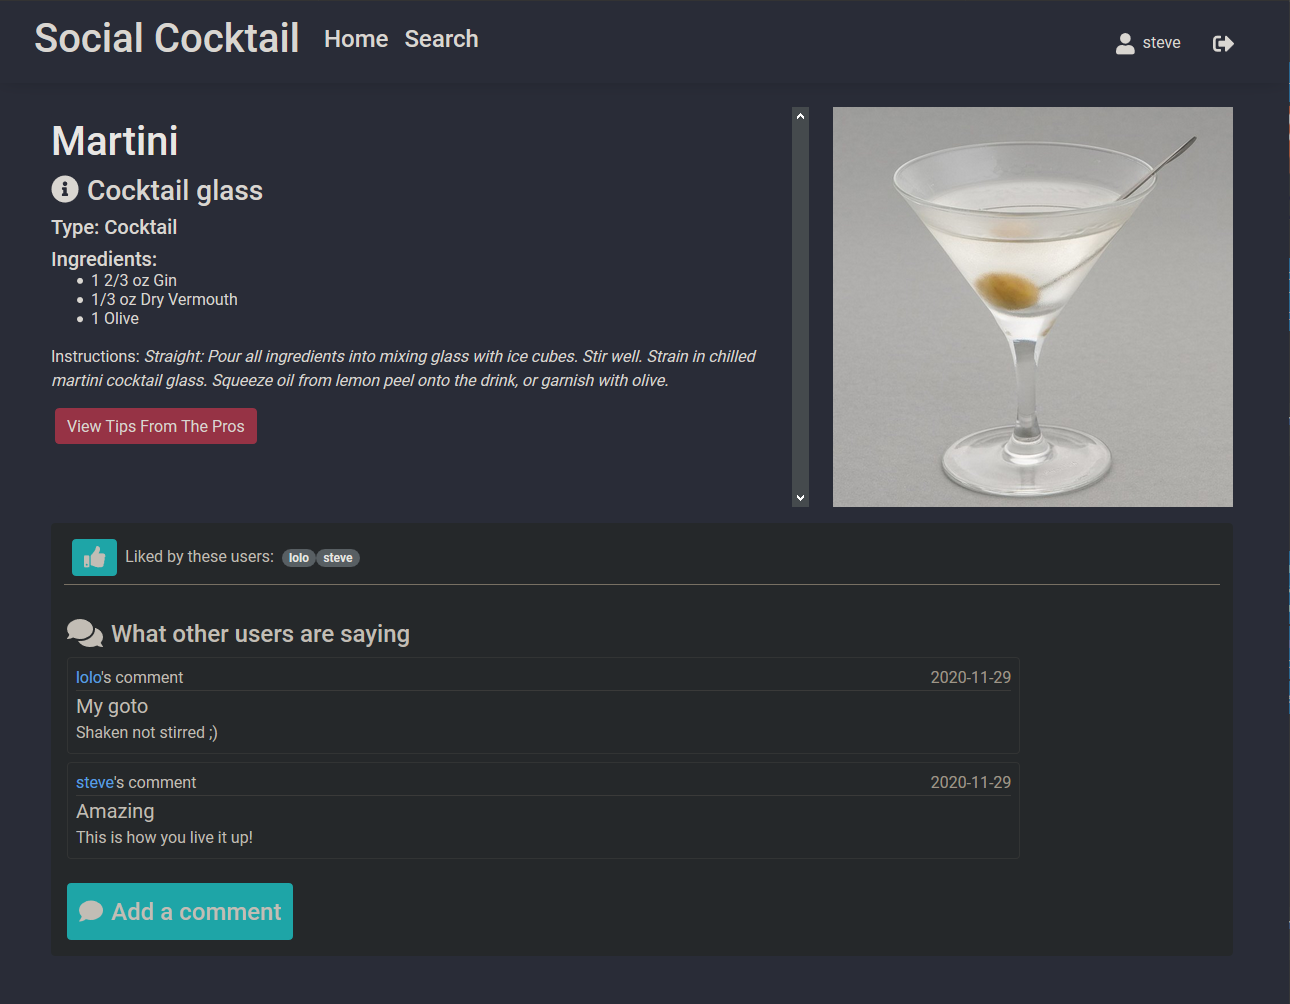 Social Cocktail Home Search steve
Martini
Cocktail glass
Type: Cocktail
Ingredients:
1 2/3 oz Gin
1/3 oz Dry Vermouth
1 Olive
Instructions: Straight: Pour all ingredients into mixing glass with ice cubes. Stir well. Strain in chilled
martini cocktail glass. Squeeze oil from lemon peel onto the drink, or garnish with olive.
View Tips From The Pros
Liked by these users: lolo steve
What other users are saying
lolo's comment 2020-11-29
My goto
Shaken not stirred ;)
steve's comment 2020-11-29
Amazing
This is how you live it up!
Add a comment